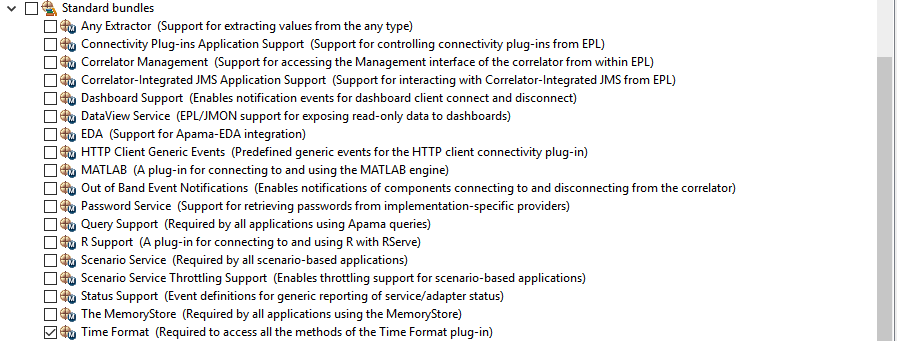 Standard bundles
Any Extractor (Support for extracting values from the any type)
Connectivity Plug-ins Application Support (Support for controlling connectivity plug-ins from EPL)
Correlator Management (Support for accessing the Management interface of the correlator from within EPL)
Correlator-Integrated JMS Application Support (Support for interacting with Correlator-Integrated JMS from EPL)
Dashboard Support (Enables notification events for dashboard client connect and disconnect)
DataView Service (EPL/JMON support for exposing read-only data to dashboards)
EDA (Support for Apama-EDA integration)
HTTP Client Generic Events (Predefined generic events for the HTTP client connectivity plug-in)
MATLAB (A plug-in for connecting to and using the MATLAB engine)
Out of Band Event Notifications (Enables notifications of components connecting to and disconnecting from the correlator)
Password Service (Support for retrieving passwords from implementation-specific providers)
Query Support (Required by all applications using Apama queries)
R Support (A plug-in for connecting to and using R with RServe)
Scenario Service (Required by all scenario-based applications)
Scenario Service Throttling Support (Enables throttling support for scenario-based applications)
Status Support (Event definitions for generic reporting of service/adapter status)
The MemoryStore (Required by all applications using the MemoryStore)
Time Format (Required to access all the methods of the Time Format plug-in)